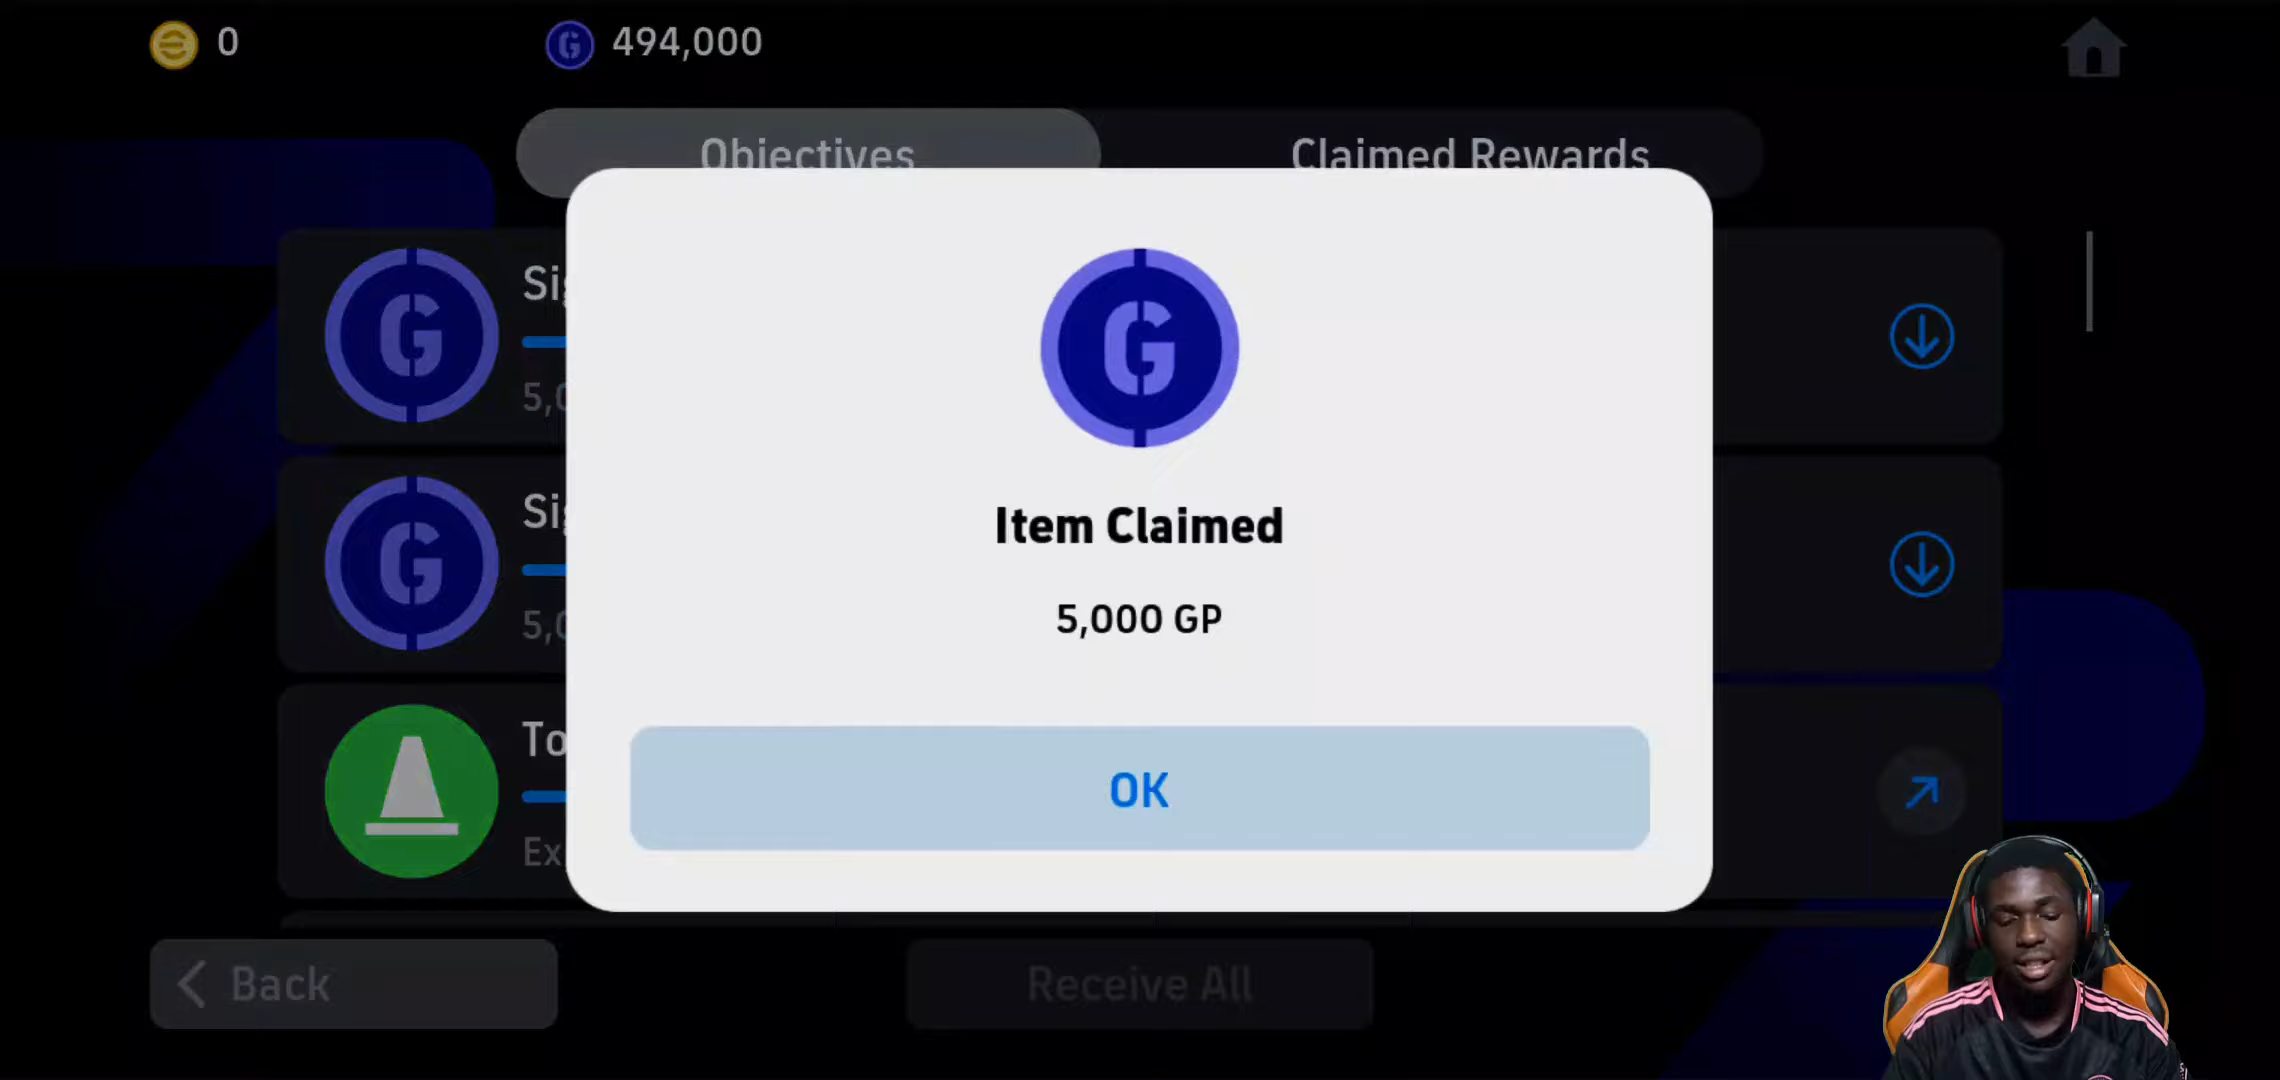 0
494,000
Objectives
Claimed Rewards
Item Claimed
5,000 GP
OK
Back
Receive All